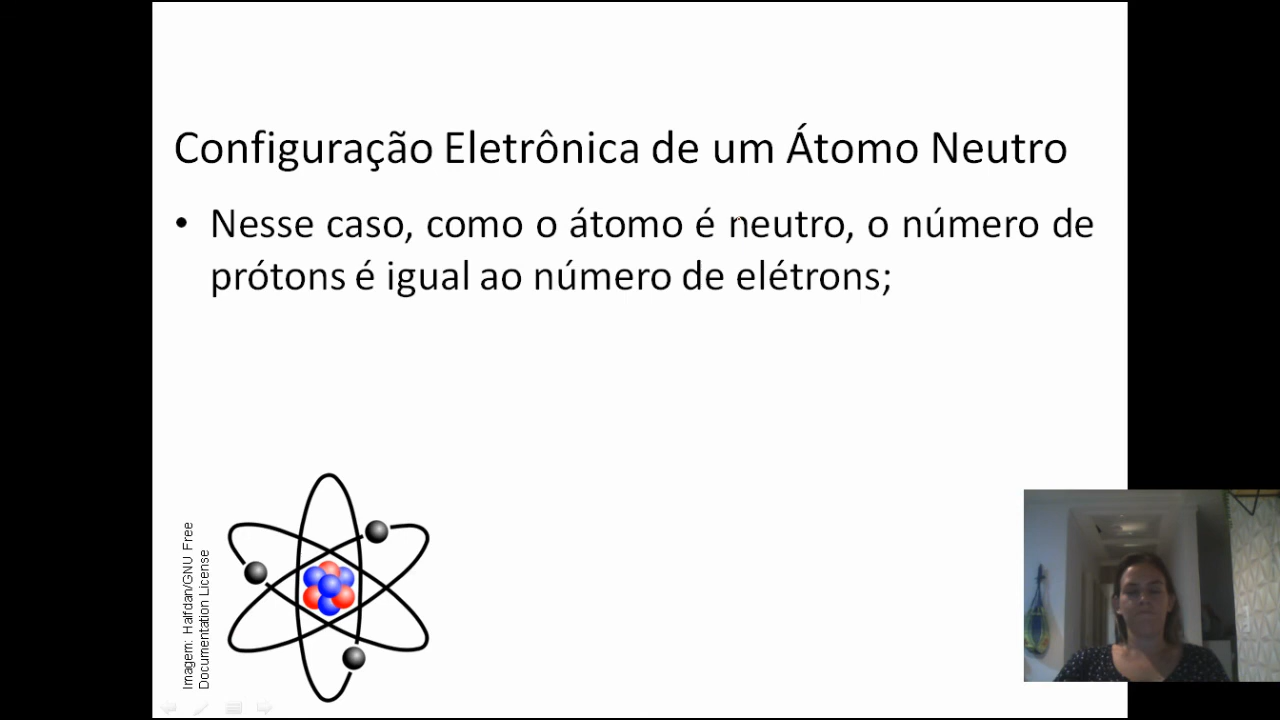 Configuração Eletrônica de um Átomo Neutro
• Nesse caso, como o átomo é neutro, o número de
prótons é igual ao número de elétrons;
Imagem: Halfdan/GNU Free
Documentation License